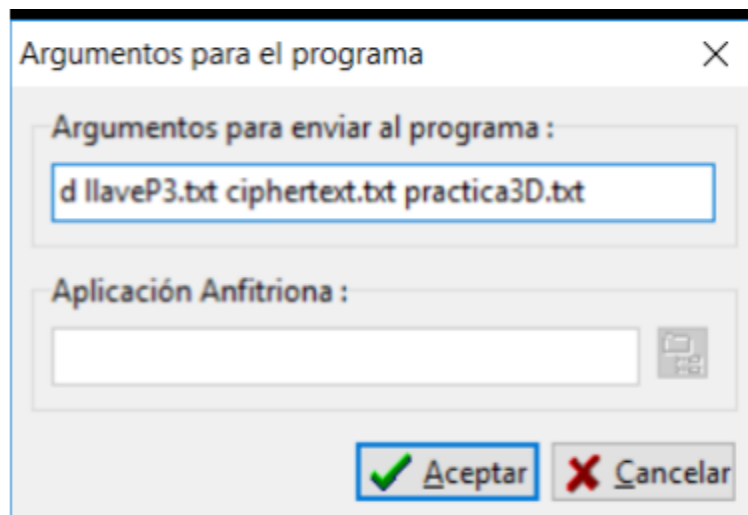 Argumentos para el programa
Argumentos para enviar al programa :
d llaveP3.txt ciphertext.txt practica3D.txt
Aplicación Anfitriona :
Aceptar Cancelar